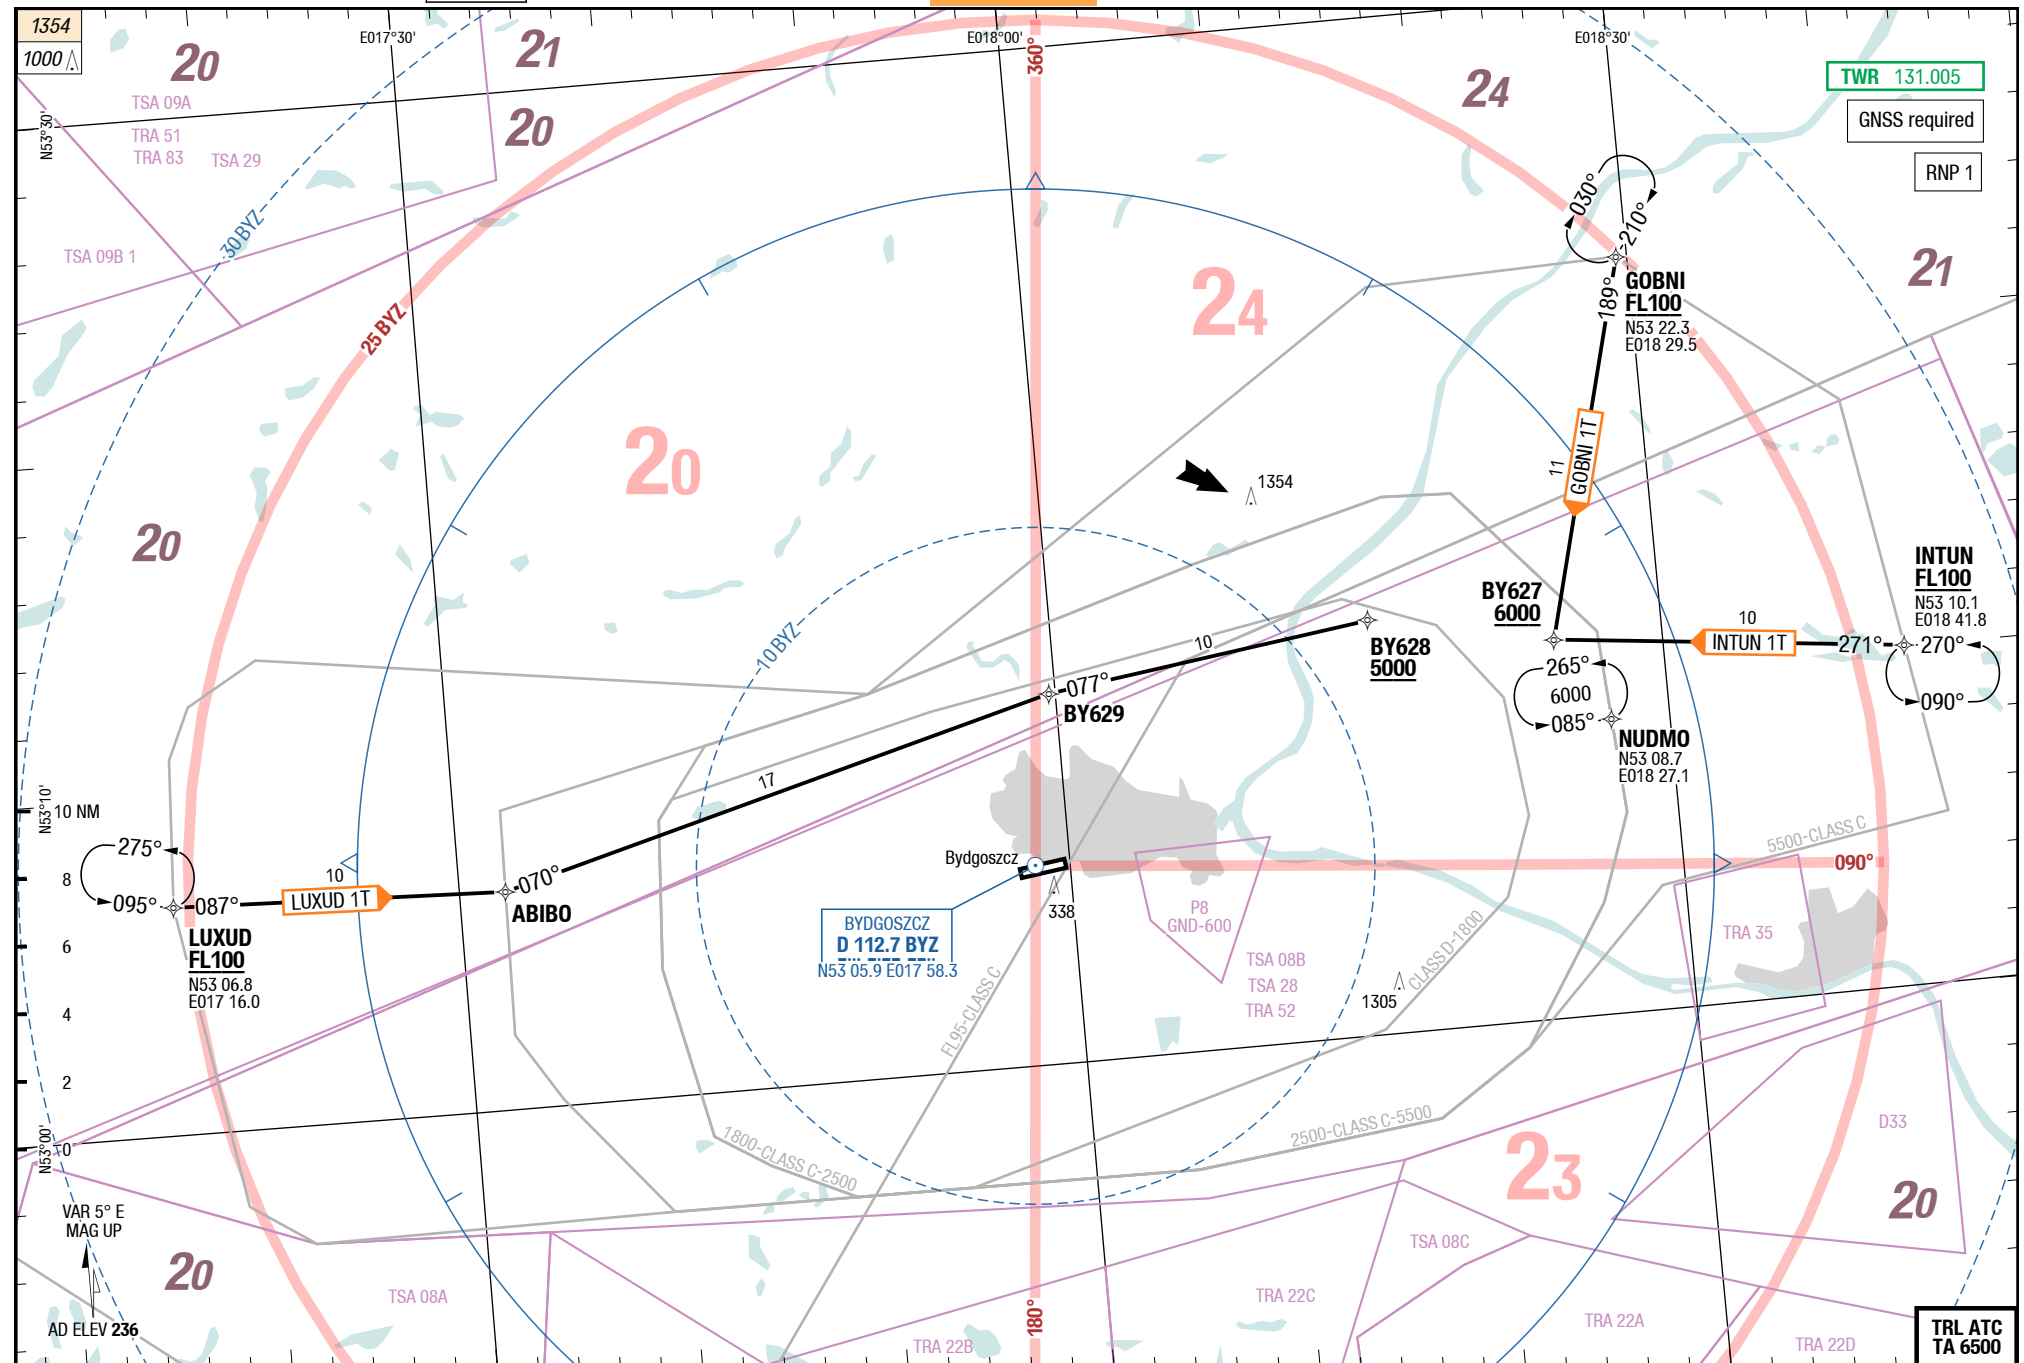 1354
1000
E017°30'
E018°00'
E018°30'
360°
20
21
20
24
TWR 131.005
GNSS required
RNP 1
TSA 09A
TRA 51
TRA 83
TSA 29
N53°30'
TSA 09B 1
30 BYZ
25 BYZ
030°
210°
189°
GOBNI
FL100
N53 22.3
E018 29.5
21
24
20
20
11
GOBNI 1T
1354
INTUN
FL100
N53 10.1
E018 41.8
BY627
6000
10
INTUN 1T
271°
270°
090°
10 BYZ
10
BY628
5000
077°
BY629
265°
6000
085°
NUDMO
N53 08.7
E018 27.1
17
N53°10'
10 NM
8
6
4
2
0
275°
095°
087°
10
LUXUD 1T
070°
ABIBO
LUXUD
FL100
N53 06.8
E017 16.0
Bydgoszcz
338
BYDGOSZCZ
D 112.7 BYZ
N53 05.9 E017 58.3
P8
GND-600
TSA 08B
TSA 28
TRA 52
1305
CLASS D-1800
FL95-CLASS C
5500-CLASS C
090°
TRA 35
D33
N53°00'
1800-CLASS C-2500
2500-CLASS C-5500
23
20
VAR 5° E
MAG UP
20
AD ELEV 236
TSA 08A
180°
TRA 22B
TRA 22C
TSA 08C
TRA 22A
TRA 22D
TRL ATC
TA 6500